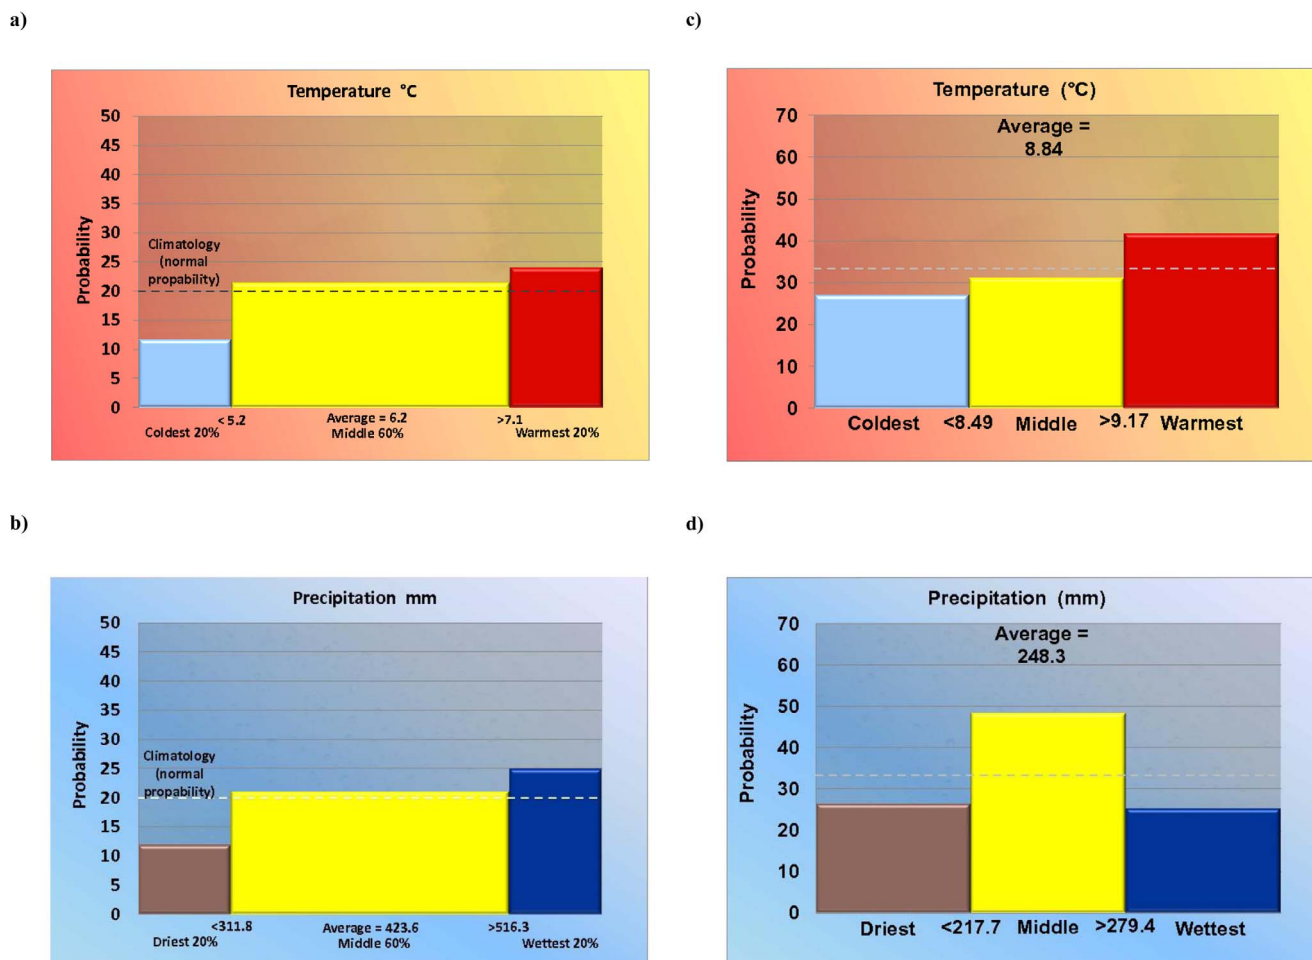 a)
Temperature °C
Probability
50
45
40
35
30
25
20
15
10
5
0
Climatology
(normal
propability)
<5.2
Average = 6.2
>7.1
Coldest 20%
Middle 60%
Warmest 20%
c)
Temperature (°C)
Average =
8.84
Probability
70
60
50
40
30
20
10
0
Coldest <8.49 Middle >9.17 Warmest
b)
Precipitation mm
Probability
50
45
40
35
30
25
20
15
10
5
0
Climatology
(normal
propability)
<311.8
Average = 423.6
>516.3
Driest 20%
Middle 60%
Wettest 20%
d)
Precipitation (mm)
Average =
248.3
Probability
70
60
50
40
30
20
10
0
Driest <217.7 Middle >279.4 Wettest